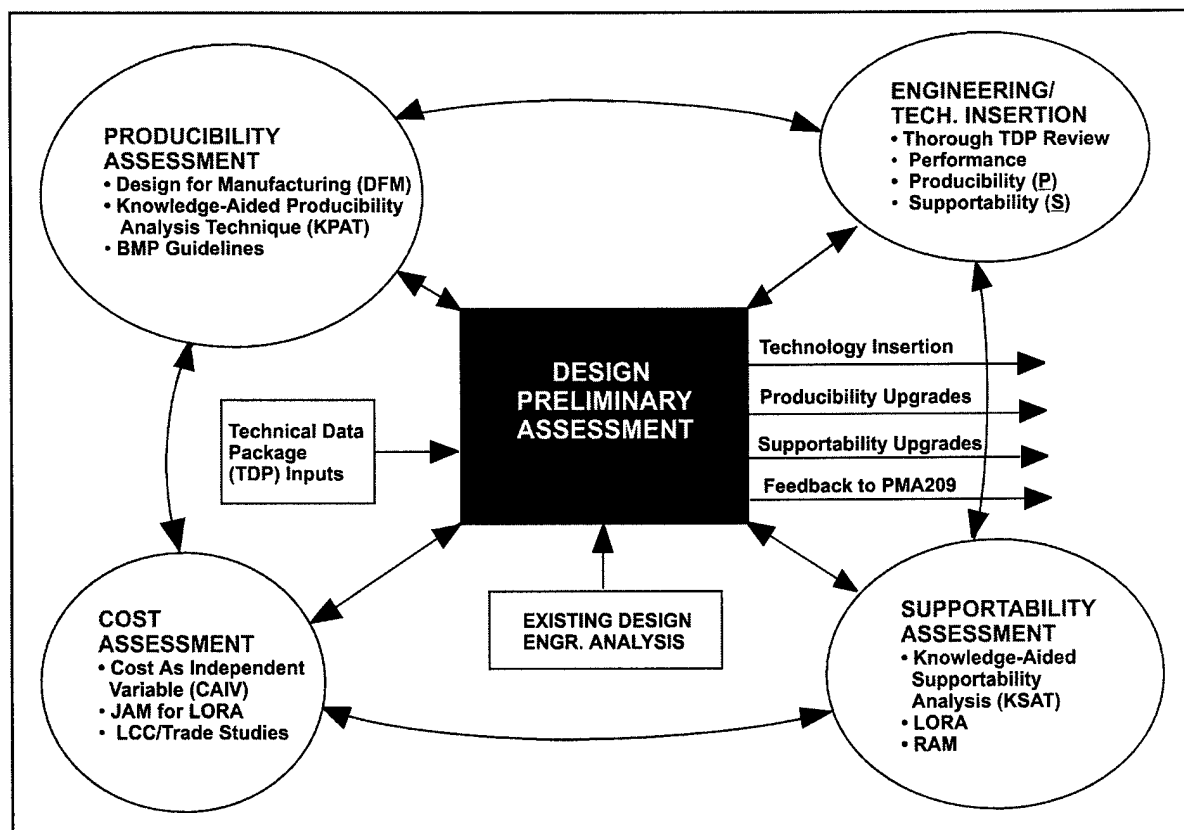 PRODUCIBILITY
ASSESSMENT
• Design for Manufacturing (DFM)
• Knowledge-Aided Producibility
Analysis Technique (KPAT)
• BMP Guidelines
ENGINEERING/
TECH. INSERTION
• Thorough TDP Review
• Performance
• Producibility (P)
• Supportability (S)
DESIGN
PRELIMINARY
ASSESSMENT
Technology Insertion
Producibility Upgrades
Supportability Upgrades
Feedback to PMA209
Technical Data
Package
(TDP) Inputs
EXISTING DESIGN
ENGR. ANALYSIS
COST
ASSESSMENT
• Cost As Independent
Variable (CAIV)
• JAM for LORA
• LCC/Trade Studies
SUPPORTABILITY
ASSESSMENT
• Knowledge-Aided
Supportability
Analysis (KSAT)
• LORA
• RAM